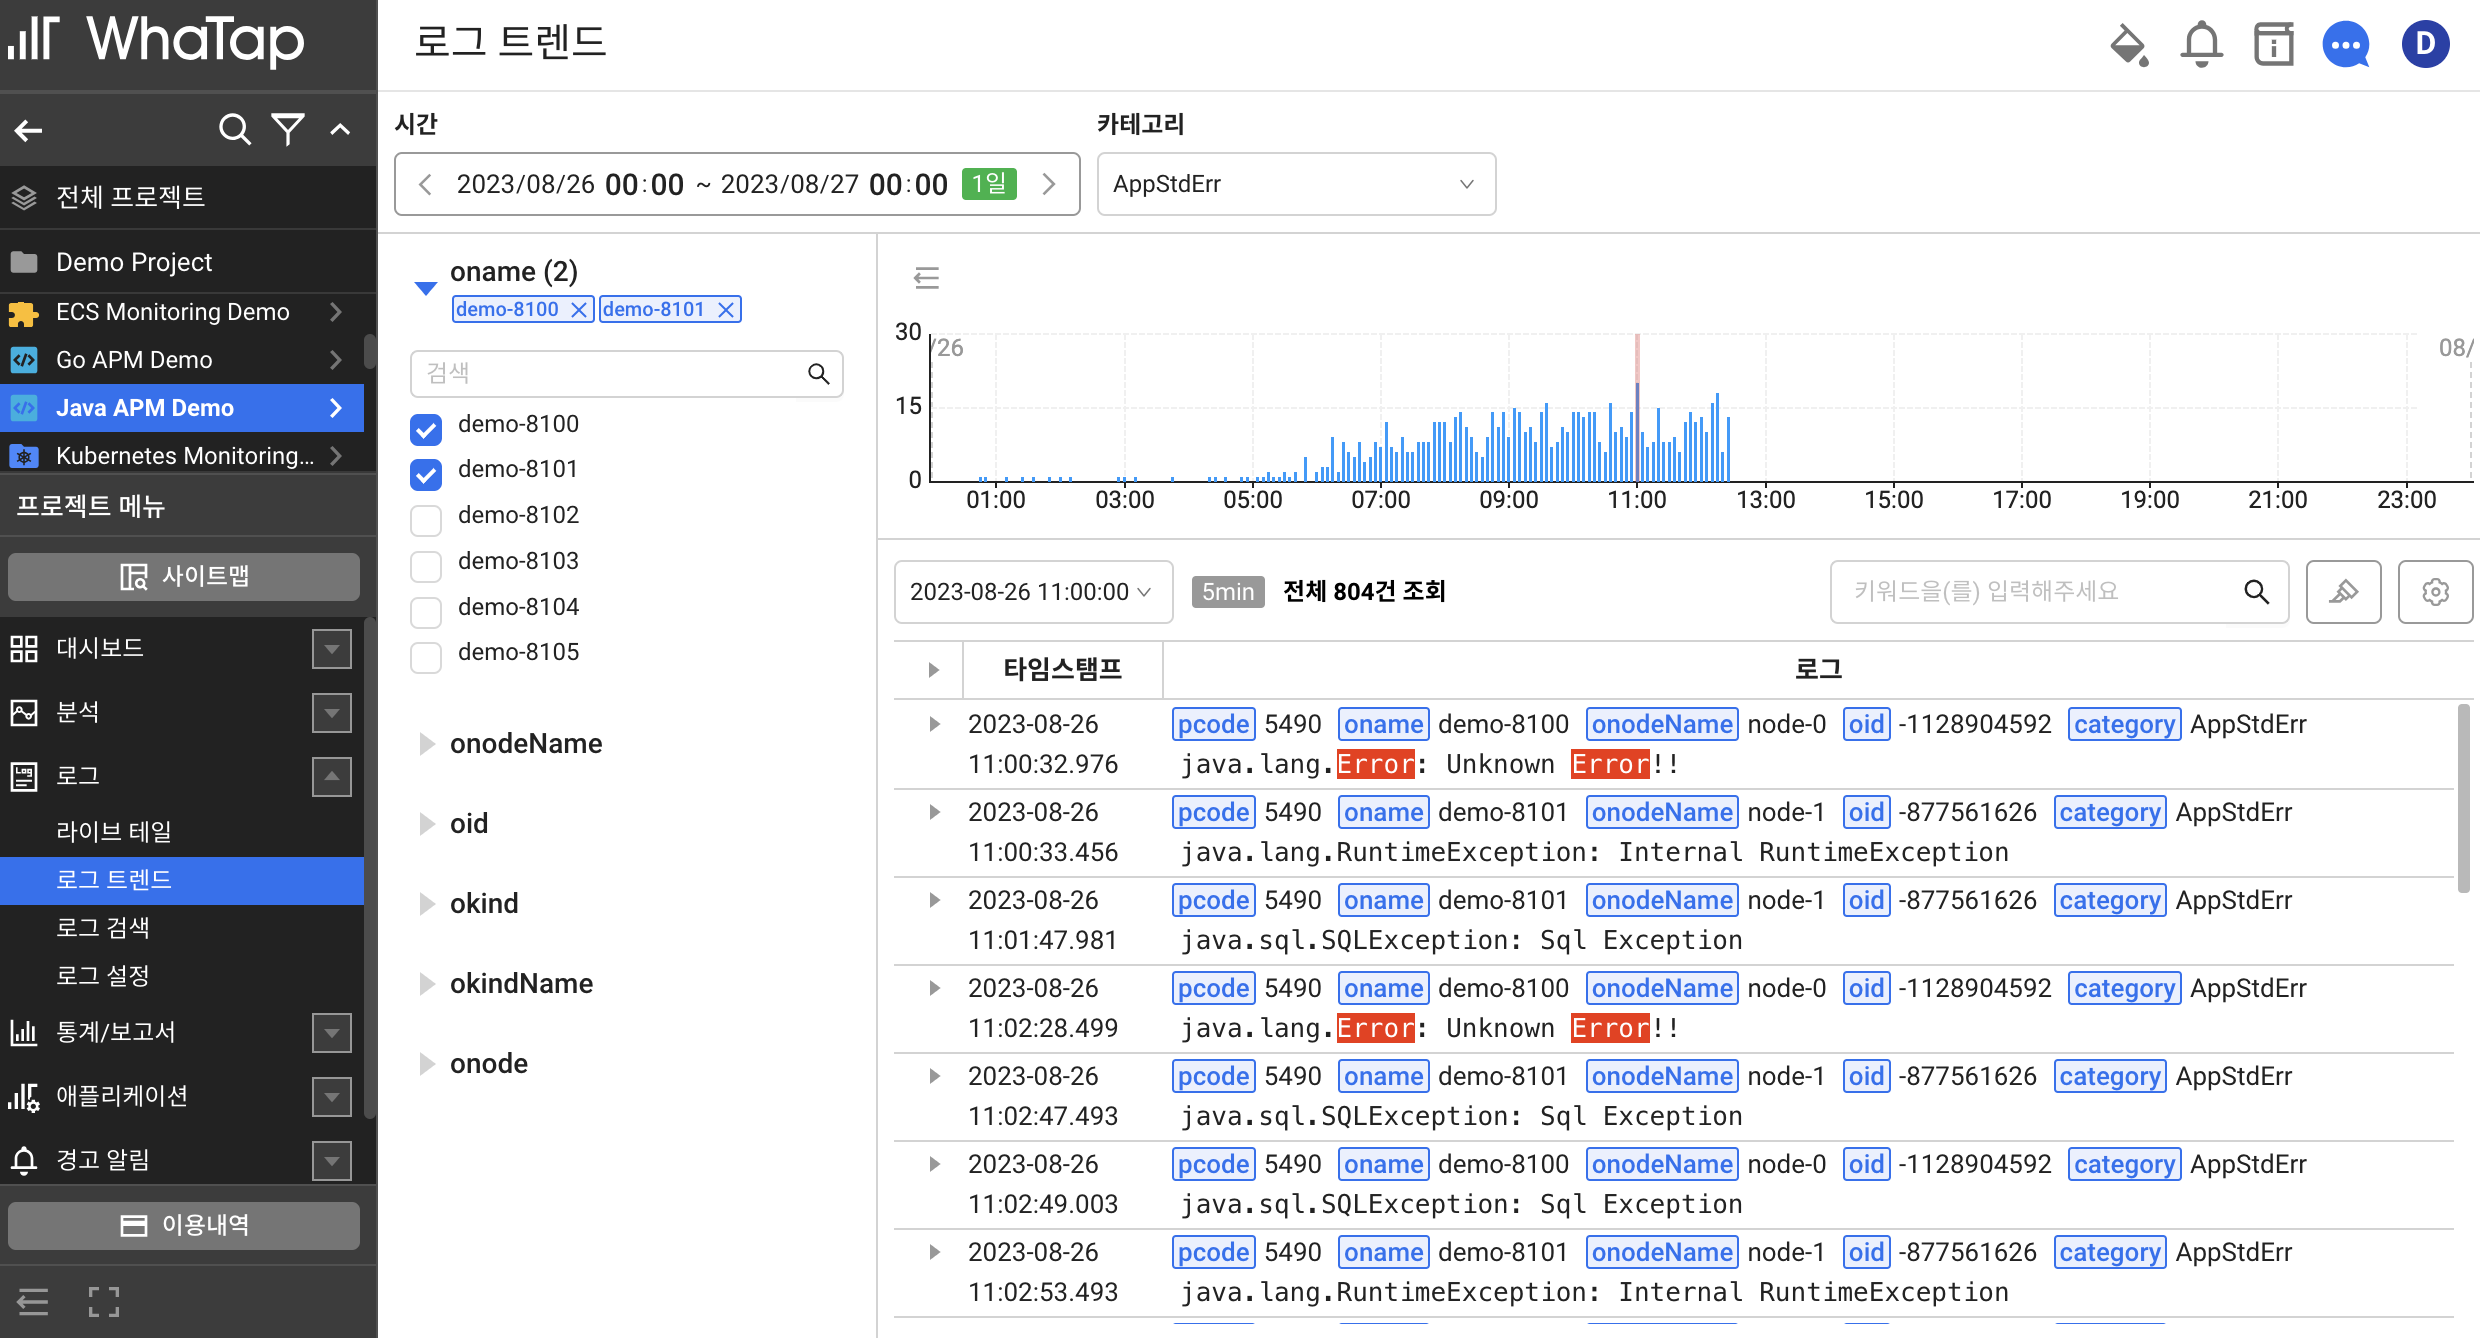 WhaTap
전체 프로젝트
Demo Project
ECS Monitoring Demo
Go APM Demo
Java APM Demo
Kubernetes Monitoring...
프로젝트 메뉴
사이트맵
대시보드
분석
로그
라이브 테일
로그 트렌드
로그 검색
로그 설정
통계/보고서
애플리케이션
경고 알림
이용내역
로그 트렌드
D
시간
카테고리
2023/08/26 00:00 ~ 2023/08/27 00:00 1일
AppStdErr
oname (2)
demo-8100 demo-8101
검색
demo-8100
demo-8101
demo-8102
demo-8103
demo-8104
demo-8105
onodeName
oid
okind
okindName
onode
30
15
0
/26
08/
01:00 03:00 05:00 07:00 09:00 11:00 13:00 15:00 17:00 19:00 21:00 23:00
2023-08-26 11:00:00 5min 전체 804건 조회 키워드을(를) 입력해주세요
타임스탬프 로그
2023-08-26 pcode 5490 oname demo-8100 onodeName node-0 oid -1128904592 category AppStdErr
11:00:32.976 java.lang.Error: Unknown Error!!
2023-08-26 pcode 5490 oname demo-8101 onodeName node-1 oid -877561626 category AppStdErr
11:00:33.456 java.lang.RuntimeException: Internal RuntimeException
2023-08-26 pcode 5490 oname demo-8101 onodeName node-1 oid -877561626 category AppStdErr
11:01:47.981 java.sql.SQLException: Sql Exception
2023-08-26 pcode 5490 oname demo-8100 onodeName node-0 oid -1128904592 category AppStdErr
11:02:28.499 java.lang.Error: Unknown Error!!
2023-08-26 pcode 5490 oname demo-8101 onodeName node-1 oid -877561626 category AppStdErr
11:02:47.493 java.sql.SQLException: Sql Exception
2023-08-26 pcode 5490 oname demo-8100 onodeName node-0 oid -1128904592 category AppStdErr
11:02:49.003 java.sql.SQLException: Sql Exception
2023-08-26 pcode 5490 oname demo-8101 onodeName node-1 oid -877561626 category AppStdErr
11:02:53.493 java.lang.RuntimeException: Internal RuntimeException